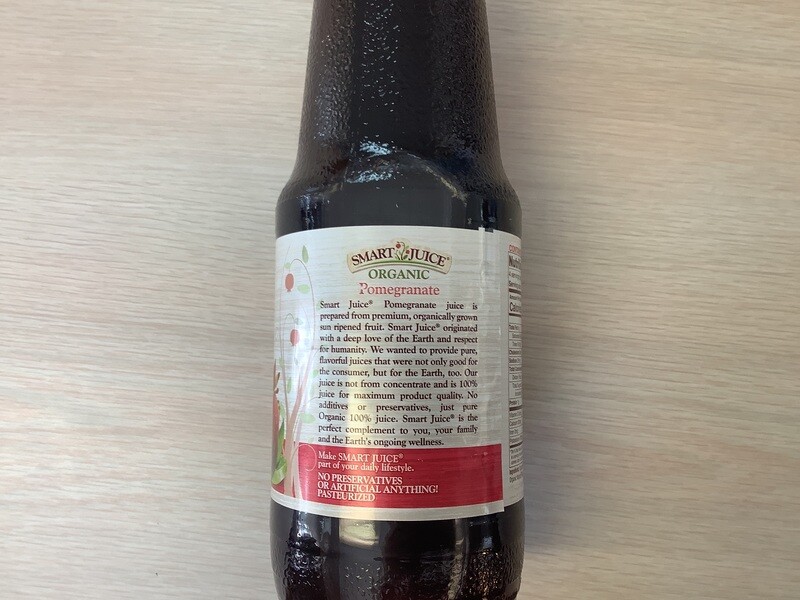 SMART JUICE®
ORGANIC
Pomegranate
Smart Juice® Pomegranate juice is
prepared from premium, organically grown
sun ripened fruit. Smart Juice® originated
with a deep love of the Earth and respect
for humanity. We wanted to provide pure,
flavorful juices that were not only good for
the consumer, but for the Earth, too. Our
juice is not from concentrate and is 100%
juice for maximum product quality. No
additives or preservatives, just pure
Organic 100% juice. Smart Juice® is the
perfect complement to you, your family
and the Earth's ongoing wellness.
Make SMART JUICE®
part of your daily lifestyle.
NO PRESERVATIVES
OR ARTIFICIAL ANYTHING!
PASTEURIZED